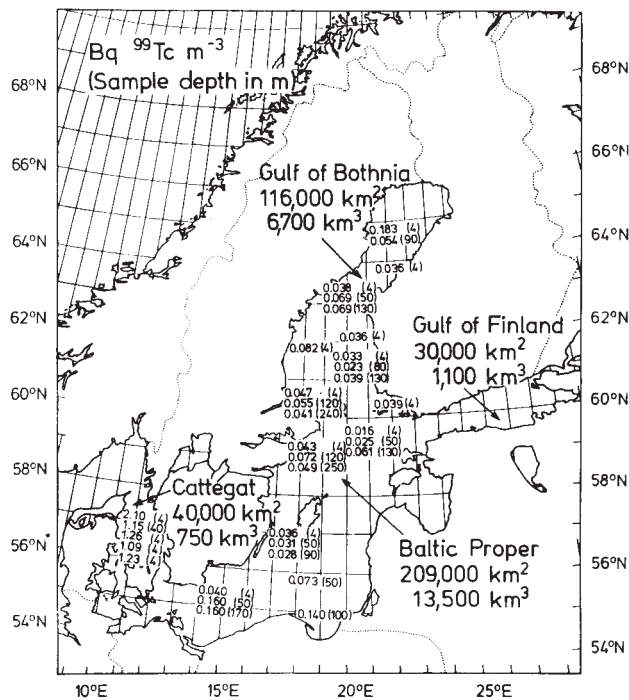 Bq ⁹⁹Tc m⁻³
(Sample depth in m)
68°N
66°N
64°N
62°N
60°N
58°N
56°N
54°N
68°N
66°N
64°N
62°N
60°N
58°N
56°N
54°N
Gulf of Bothnia
116,000 km²
6,700 km³
0.183 (4)
0.054 (90)
0.036 (4)
0.038 (4)
0.069 (50)
0.069 (130)
0.036 (4)
0.082 (4)
0.033 (4)
0.023 (80)
0.039 (130)
Gulf of Finland
30,000 km²
1,100 km³
0.047 (4)
0.055 (120)
0.041 (240)
0.039 (4)
0.016 (4)
0.025 (50)
0.061 (130)
0.043 (4)
0.072 (120)
0.049 (250)
Cattegat
40,000 km²
750 km³
2.10 (4)
1.15 (40)
1.26 (4)
1.09 (4)
1.23 (4)
0.036 (4)
0.031 (50)
0.028 (90)
Baltic Proper
209,000 km²
13,500 km³
0.073 (50)
0.040 (4)
0.160 (50)
0.160 (170)
0.140 (100)
10°E
15°E
20°E
25°E